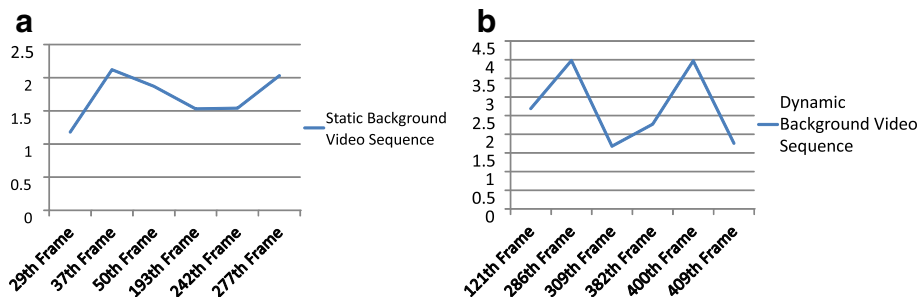 a
2.5
2
1.5
1
0.5
0
29th Frame
37th Frame
50th Frame
193th Frame
242th Frame
277th Frame
Static Background
Video Sequence
b
4.5
4
3.5
3
2.5
2
1.5
1
0.5
0
121th Frame
286th Frame
309th Frame
382th Frame
400th Frame
409th Frame
Dynamic
Background Video
Sequence